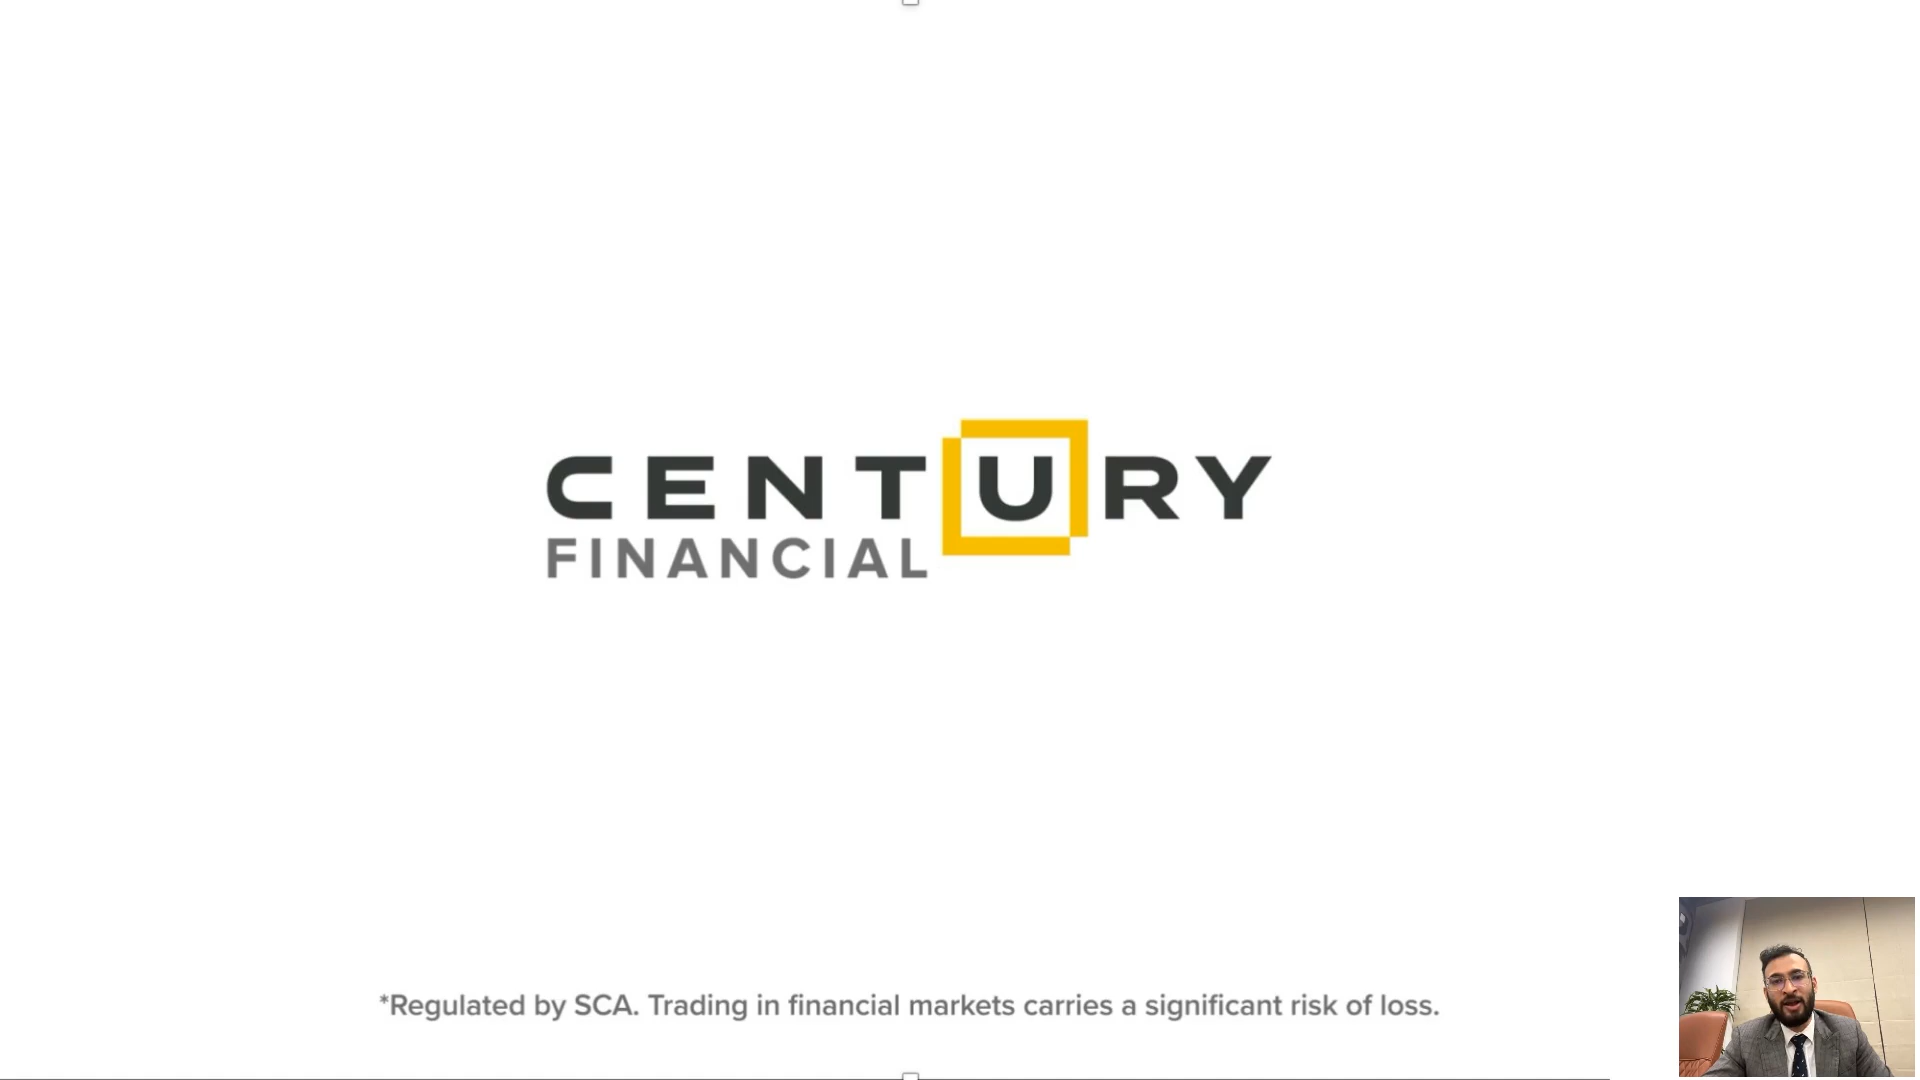 CENTURY
FINANCIAL
*Regulated by SCA. Trading in financial markets carries a significant risk of loss.